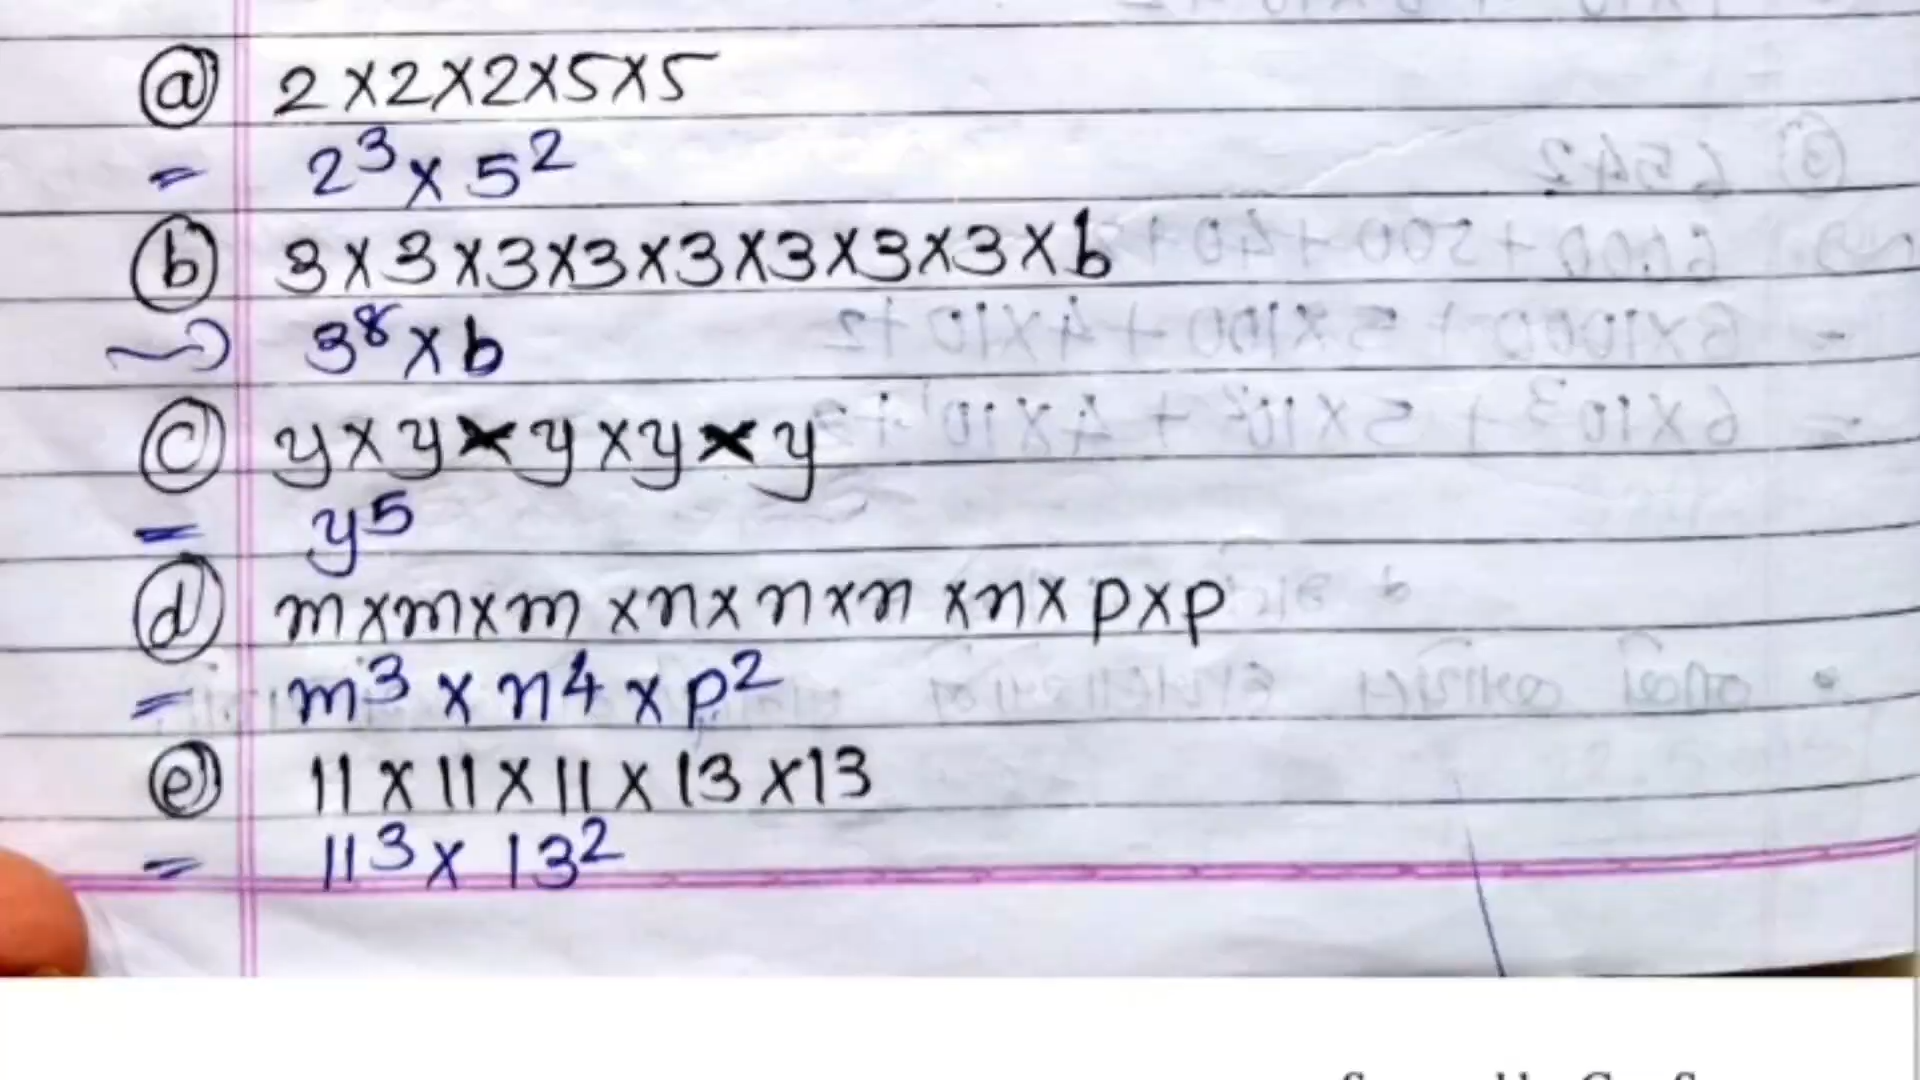 (a) 2×2×2×5×5
= 2³ × 5²
(b) 3×3×3×3×3×3×3×3×b
→ 3⁸ × b
(c) y×y×y×y×y
= y⁵
(d) m×m×m×n×n×n×n×p×p
= m³ × n⁴ × p²
(e) 11×11×11×13×13
= 11³ × 13²